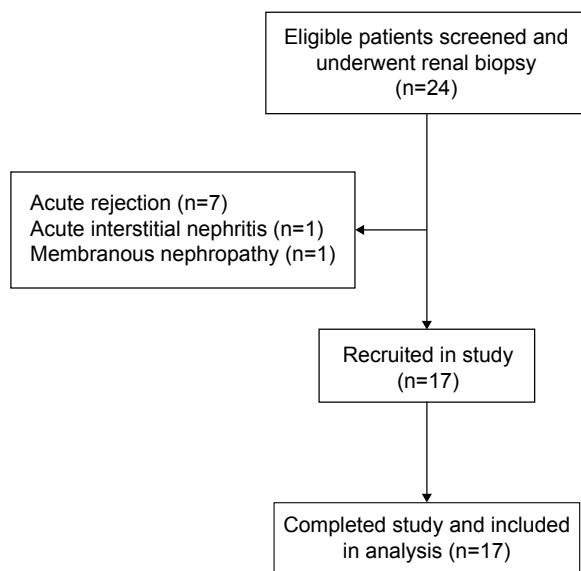 Eligible patients screened and
underwent renal biopsy
(n=24)
Acute rejection (n=7)
Acute interstitial nephritis (n=1)
Membranous nephropathy (n=1)
Recruited in study
(n=17)
Completed study and included
in analysis (n=17)